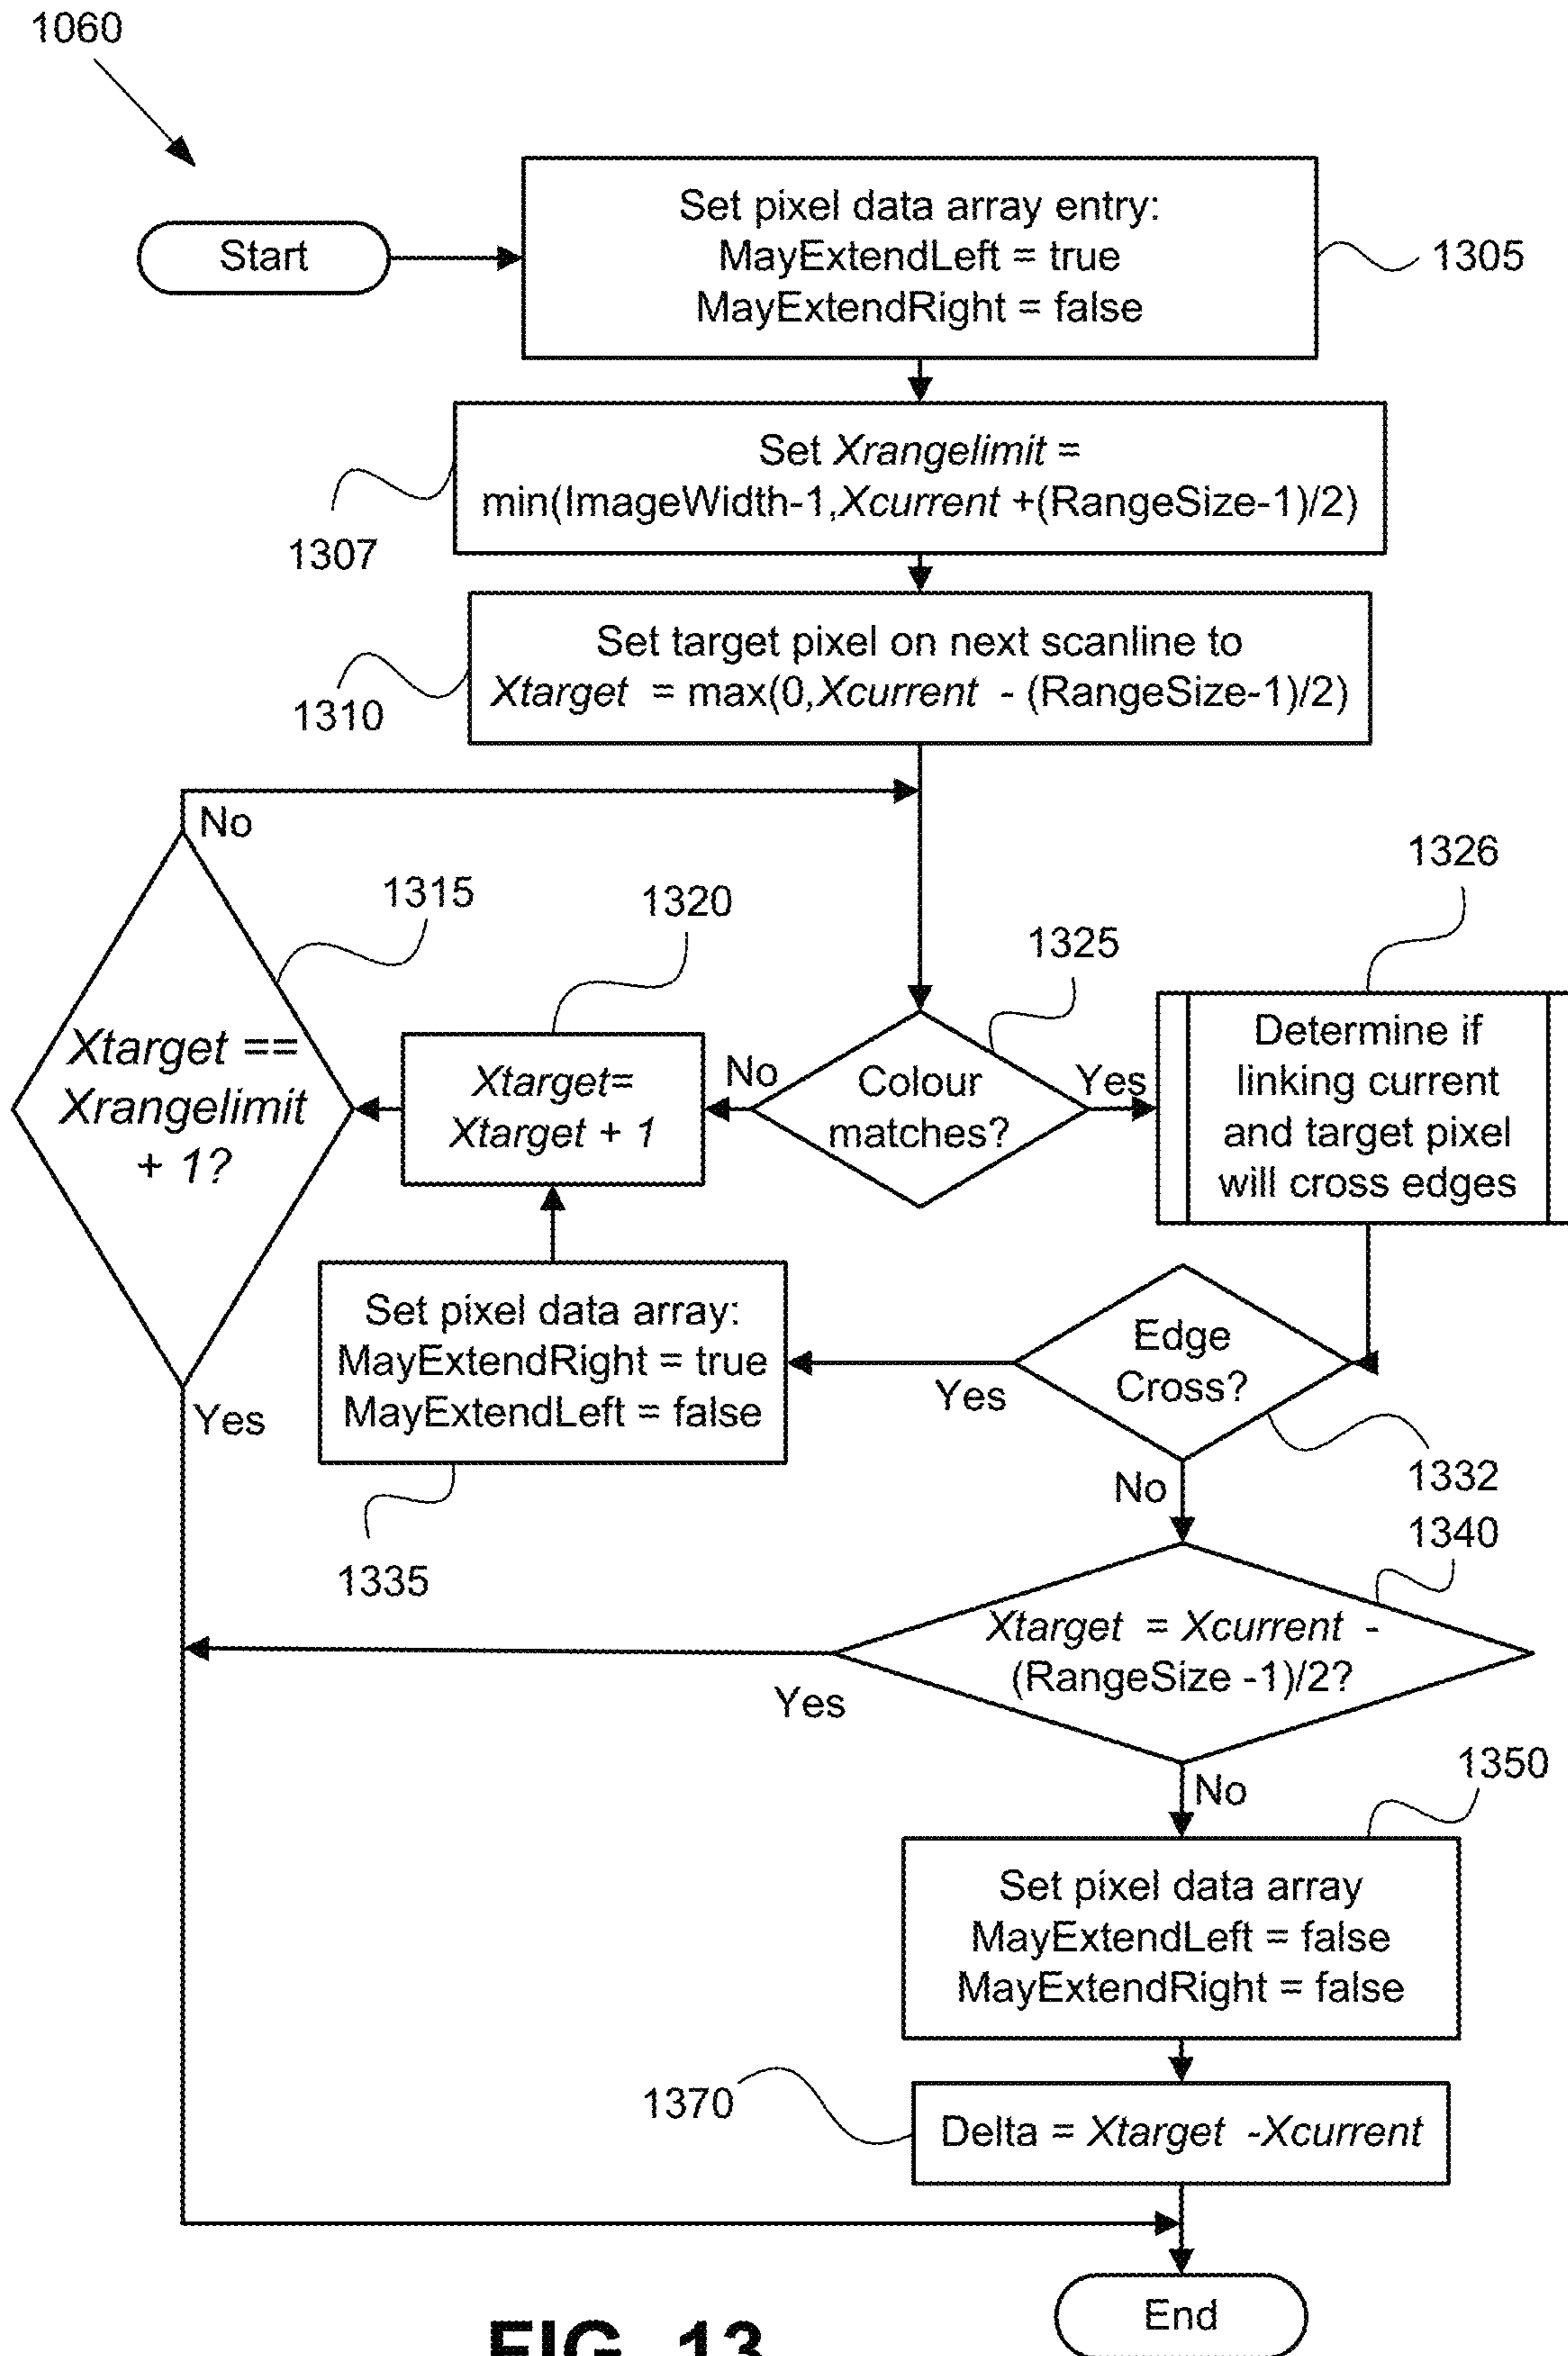 1060
Start
Set pixel data array entry:
MayExtendLeft = true
MayExtendRight = false
1305
Set Xrangelimit =
min(ImageWidth-1,Xcurrent +(RangeSize-1)/2)
1307
Set target pixel on next scanline to
Xtarget = max(0,Xcurrent - (RangeSize-1)/2)
1310
No
1315
1320
1325
1326
Xtarget ==
Xrangelimit
+ 1?
Xtarget=
Xtarget + 1
No
Colour
matches?
Yes
Determine if
linking current
and target pixel
will cross edges
Set pixel data array:
MayExtendRight = true
MayExtendLeft = false
Edge
Cross?
Yes
Yes
1332
No
1335
1340
Xtarget = Xcurrent -
(RangeSize -1)/2?
Yes
No
1350
Set pixel data array
MayExtendLeft = false
MayExtendRight = false
1370
Delta = Xtarget -Xcurrent
End
FIG. 13